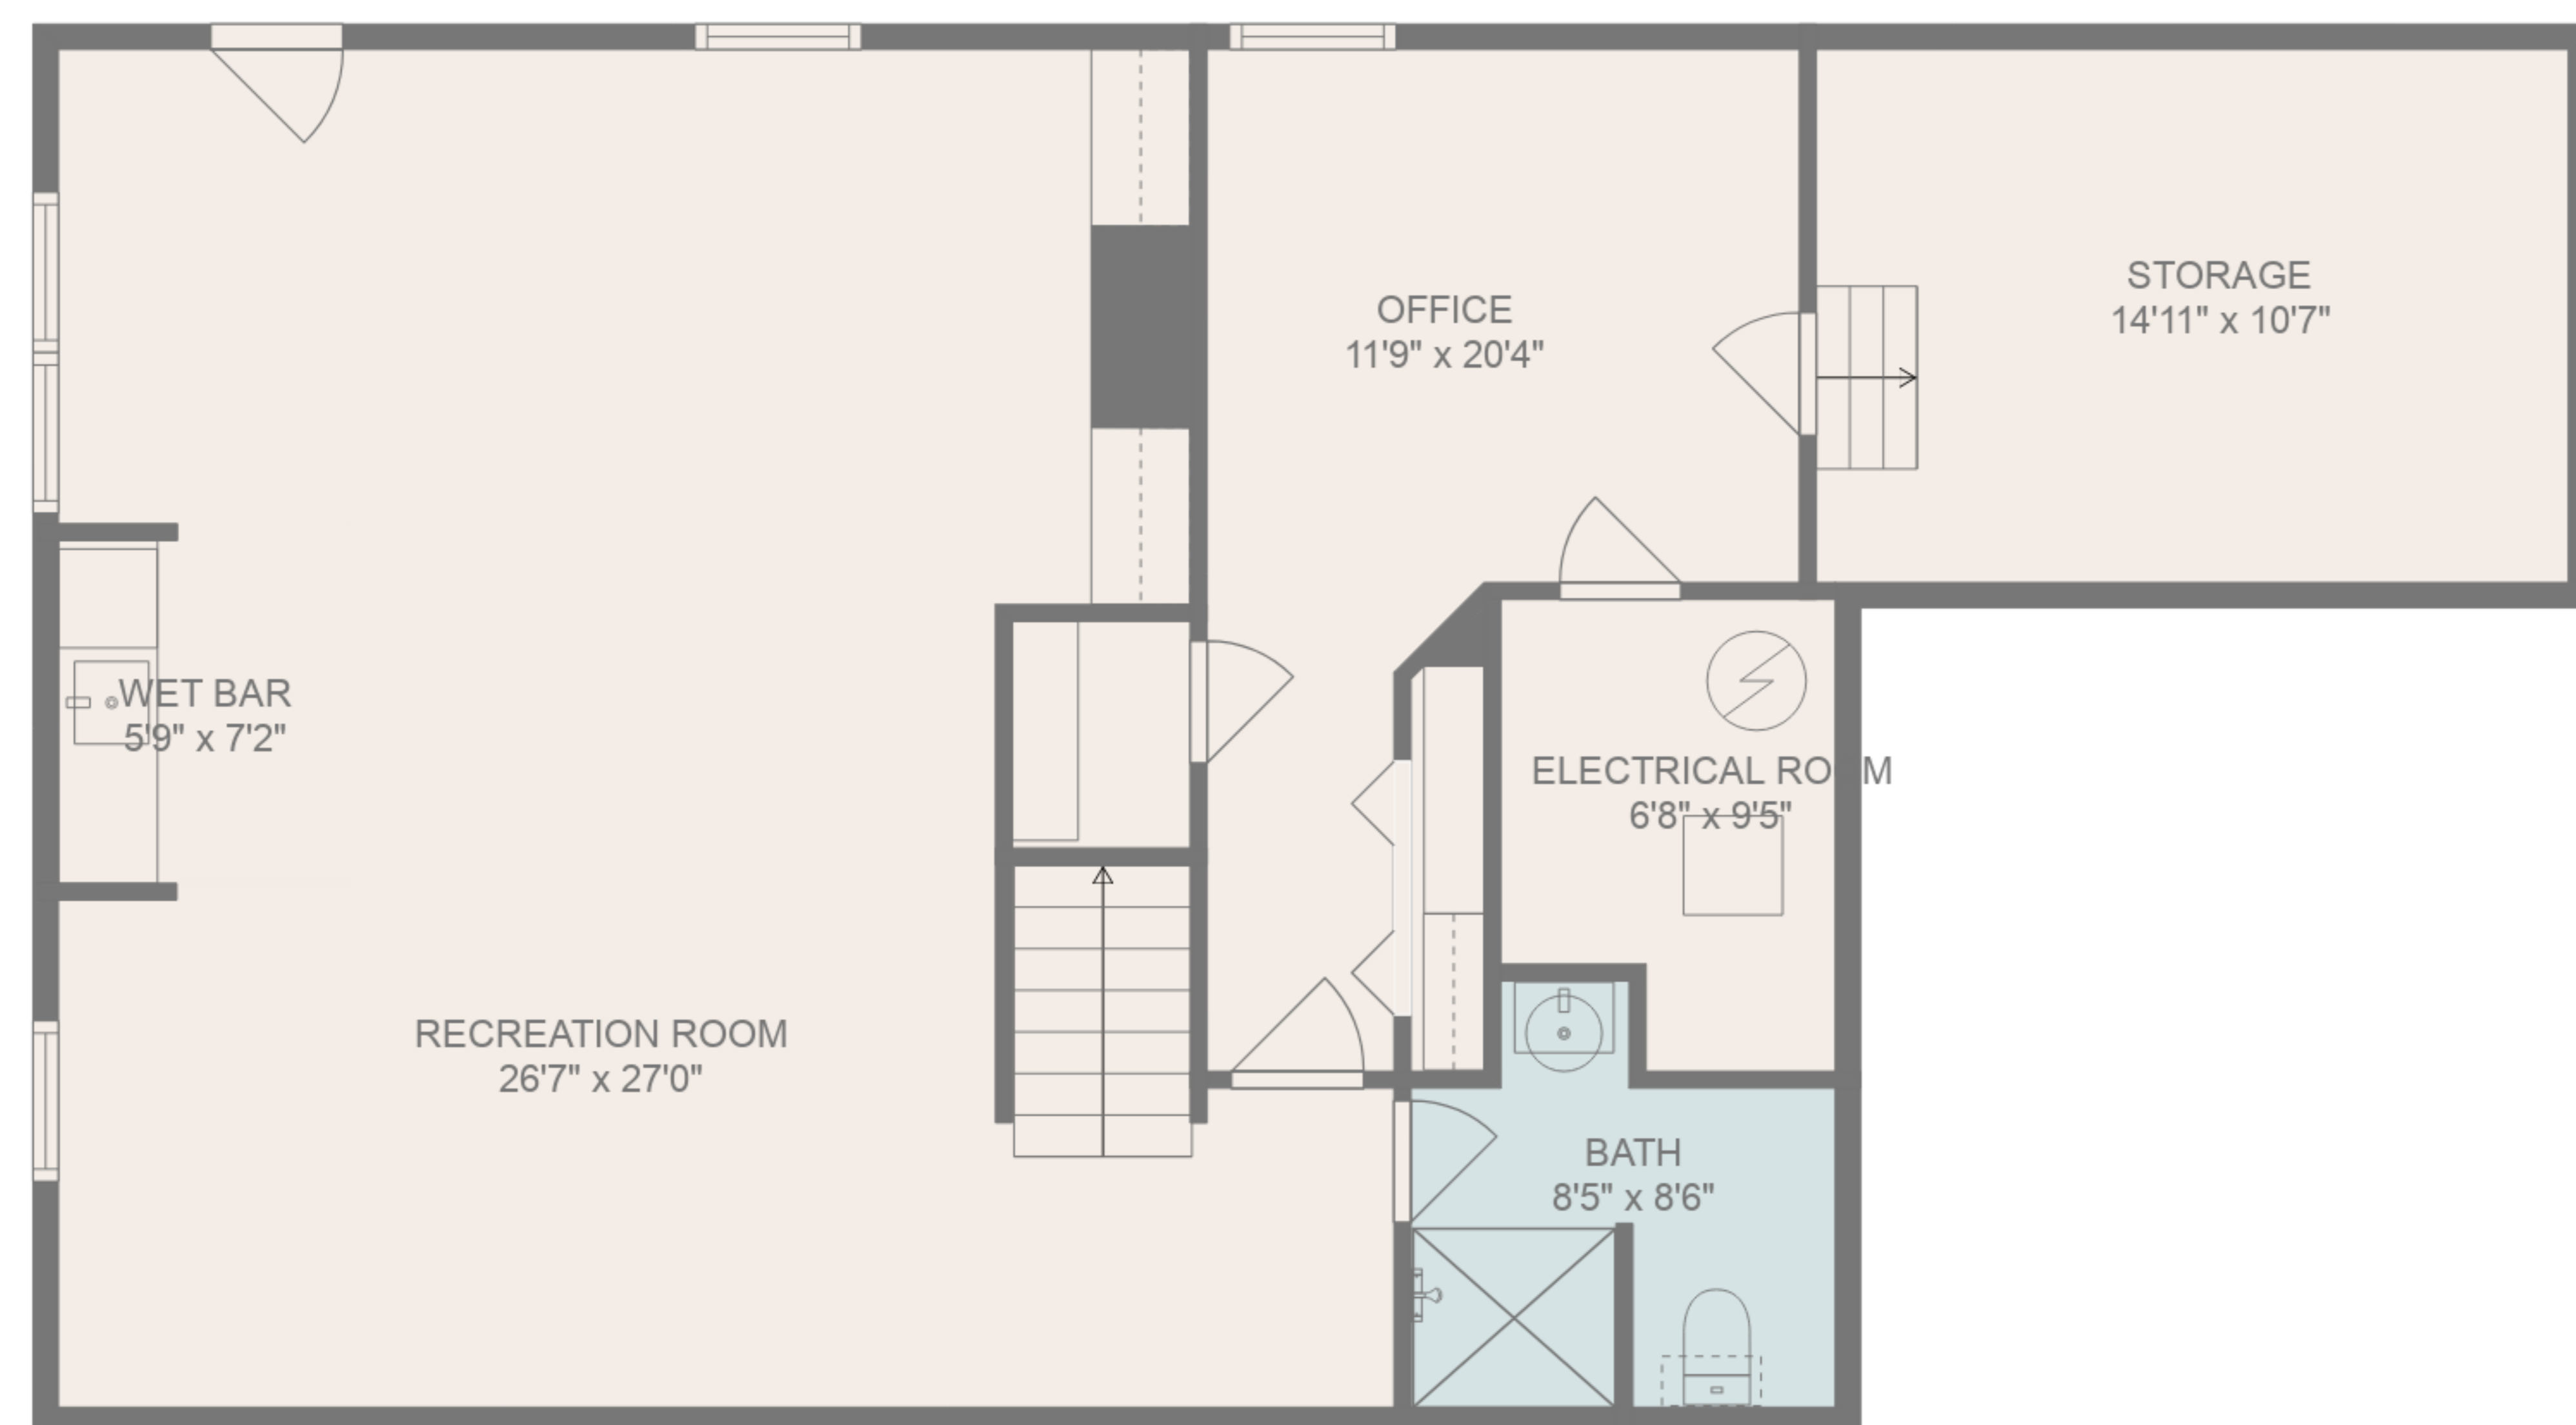 STORAGE
14'11" x 10'7"
OFFICE
11'9" x 20'4"
WET BAR
5'9" x 7'2"
ELECTRICAL ROOM
6'8" x 9'5"
RECREATION ROOM
26'7" x 27'0"
BATH
8'5" x 8'6"